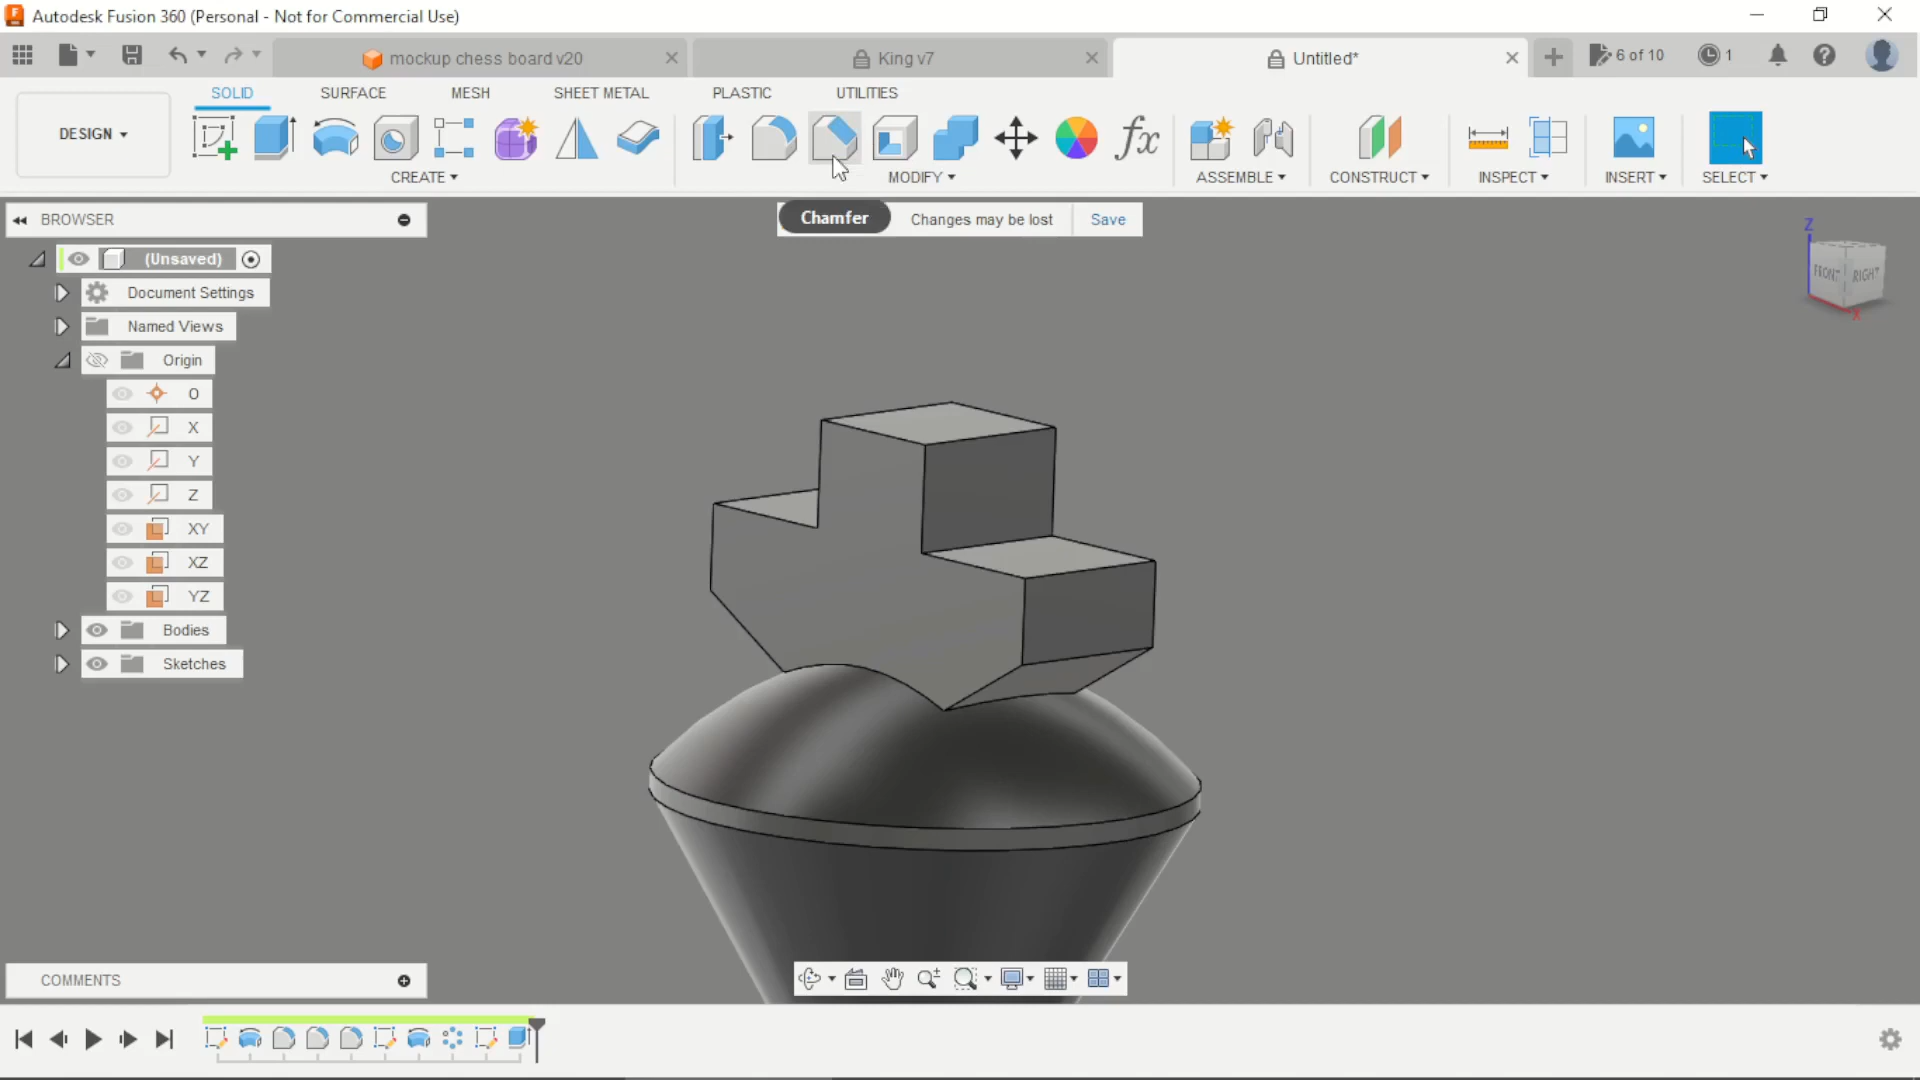 Autodesk Fusion 360 (Personal - Not for Commercial Use)
mockup chess board v20
King v7
Untitled*
6 of 10
1
SOLID
SURFACE
MESH
SHEET METAL
PLASTIC
UTILITIES
DESIGN
CREATE
MODIFY
ASSEMBLE
CONSTRUCT
INSPECT
INSERT
SELECT
BROWSER
Chamfer
Changes may be lost
Save
(Unsaved)
Document Settings
Named Views
Origin
O
X
Y
Z
XY
XZ
YZ
Bodies
Sketches
Z
FRONT
RIGHT
X
COMMENTS